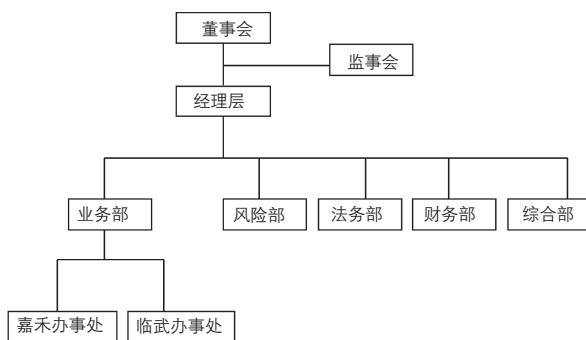 董事会
监事会
经理层
业务部
风险部
法务部
财务部
综合部
嘉禾办事处
临武办事处